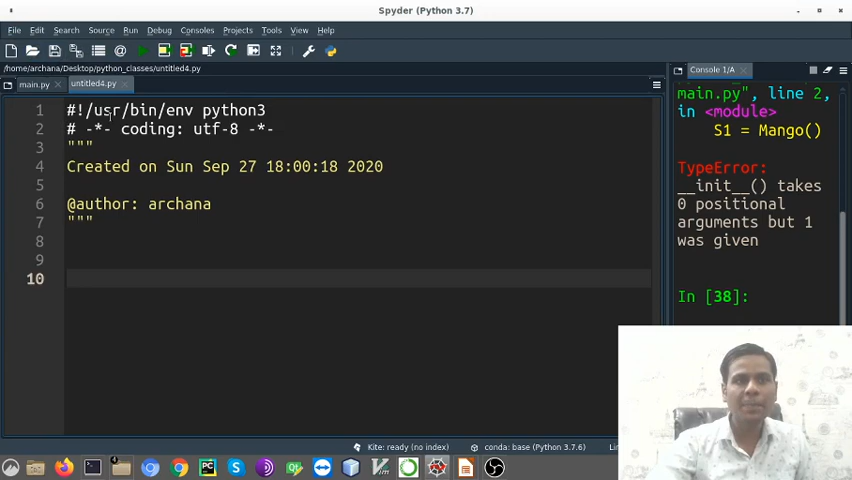 Spyder (Python 3.7)
File Edit Search Source Run Debug Consoles Projects Tools View Help
/home/archana/Desktop/python_classes/untitled4.py
main.py untitled4.py
Console 1/A
1 #!/usr/bin/env python3
2 # -*- coding: utf-8 -*-
3 """
4 Created on Sun Sep 27 18:00:18 2020
5
6 @author: archana
7 """
8
9
10
main.py", line 2,
in <module>
S1 = Mango()
TypeError:
__init__() takes
0 positional
arguments but 1
was given
In [38]:
Kite: ready (no index) conda: base (Python 3.7.6)